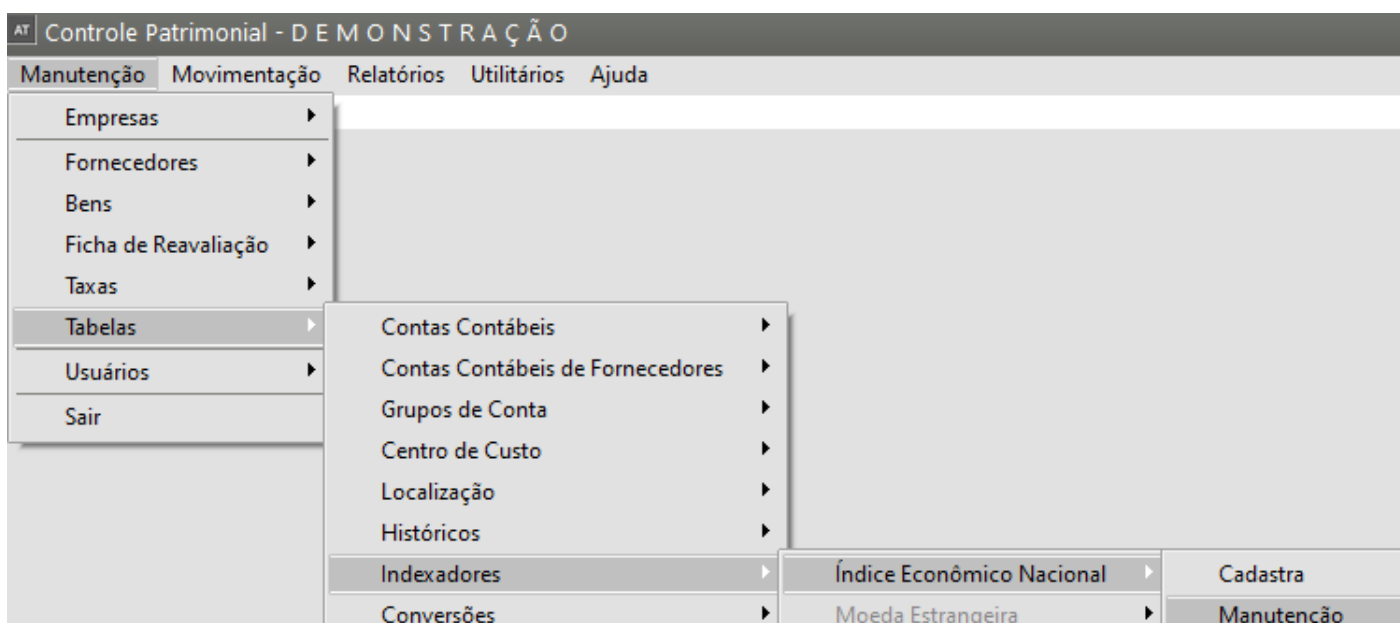 AT Controle Patrimonial - D E M O N S T R A Ç Ã O
Manutenção Movimentação Relatórios Utilitários Ajuda
Empresas
Fornecedores
Bens
Ficha de Reavaliação
Taxas
Tabelas
Usuários
Sair
Contas Contábeis
Contas Contábeis de Fornecedores
Grupos de Conta
Centro de Custo
Localização
Históricos
Indexadores
Conversões
Índice Econômico Nacional
Moeda Estrangeira
Cadastra
Manutenção